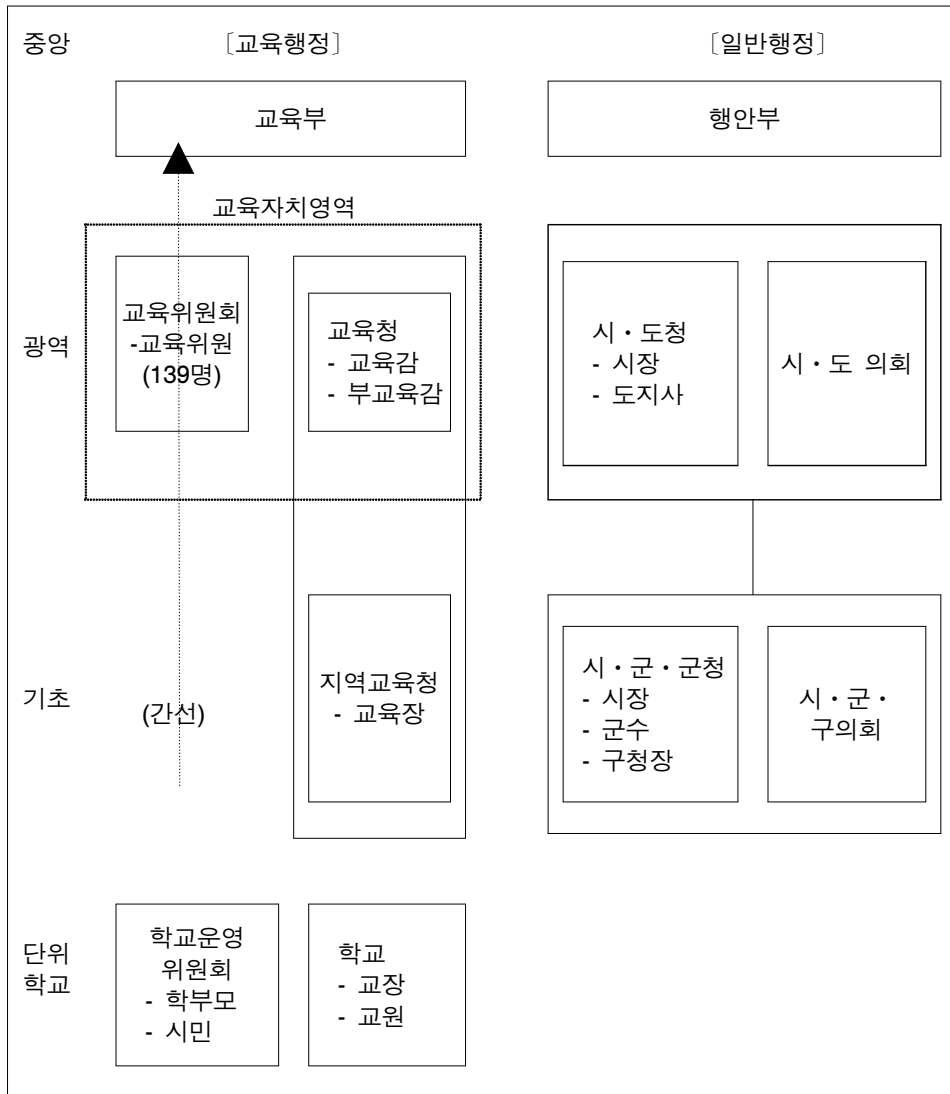 중앙
［교육행정］
［일반행정］
교육부
행안부
교육자치영역
광역
교육위원회
-교육위원
(139명)
교육청
- 교육감
- 부교육감
시・도청
- 시장
- 도지사
시・도 의회
기초
(간선)
지역교육청
- 교육장
시・군・군청
- 시장
- 군수
- 구청장
시・군・
구의회
단위
학교
학교운영
위원회
- 학부모
- 시민
학교
- 교장
- 교원